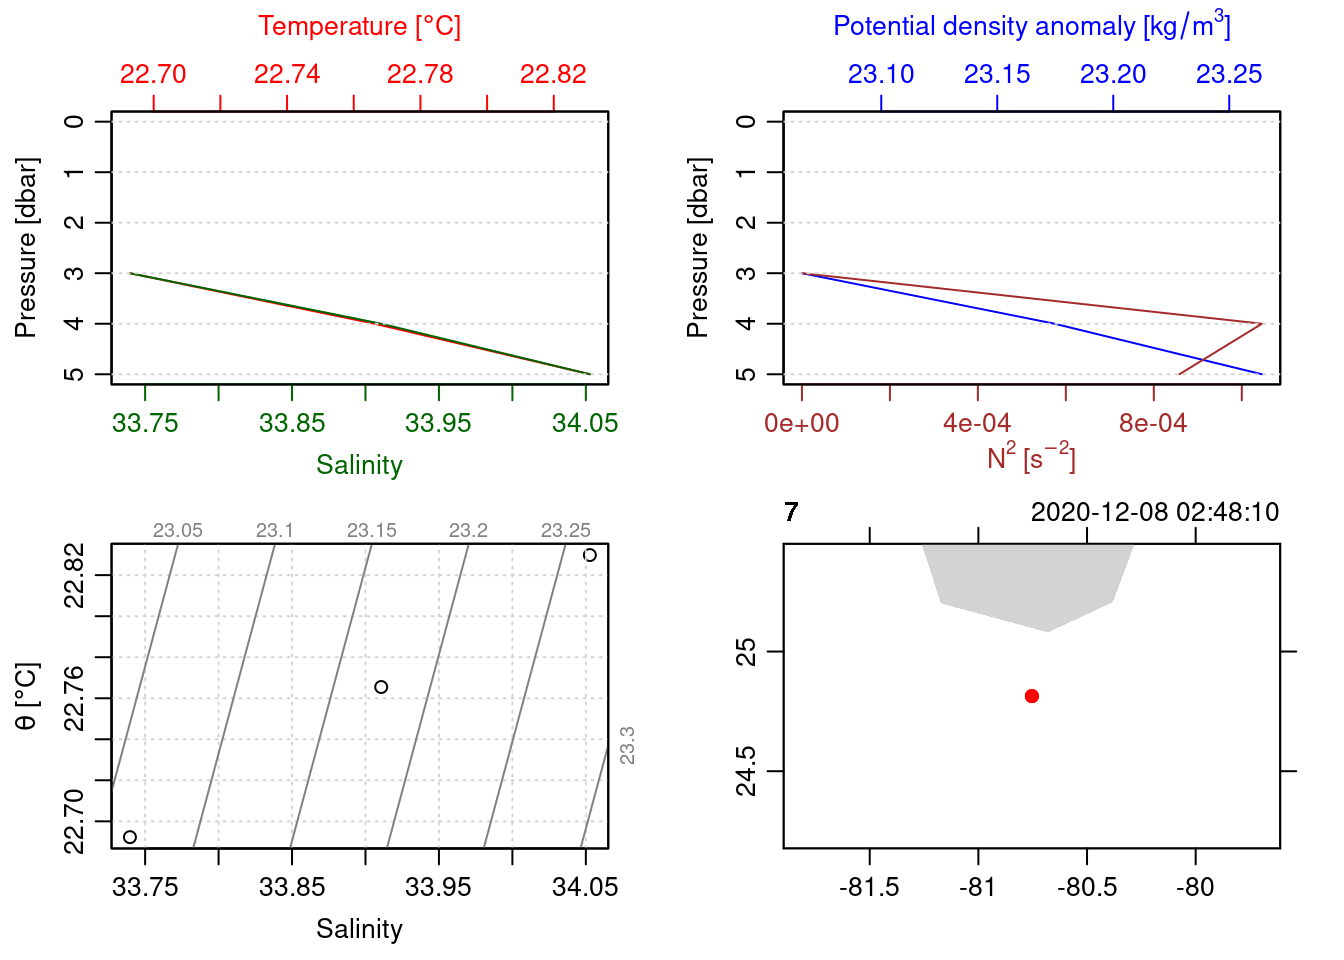 Temperature [°C]
22.70 22.74 22.78 22.82
Pressure [dbar]
0
1
2
3
4
5
33.75 33.85 33.95 34.05
Salinity
Potential density anomaly [kg/m³]
23.10 23.15 23.20 23.25
Pressure [dbar]
0
1
2
3
4
5
0e+00 4e-04 8e-04
N² [s⁻²]
23.05 23.1 23.15 23.2 23.25
23.3
θ [°C]
22.82
22.76
22.70
33.75 33.85 33.95 34.05
Salinity
7 2020-12-08 02:48:10
25
24.5
-81.5 -81 -80.5 -80